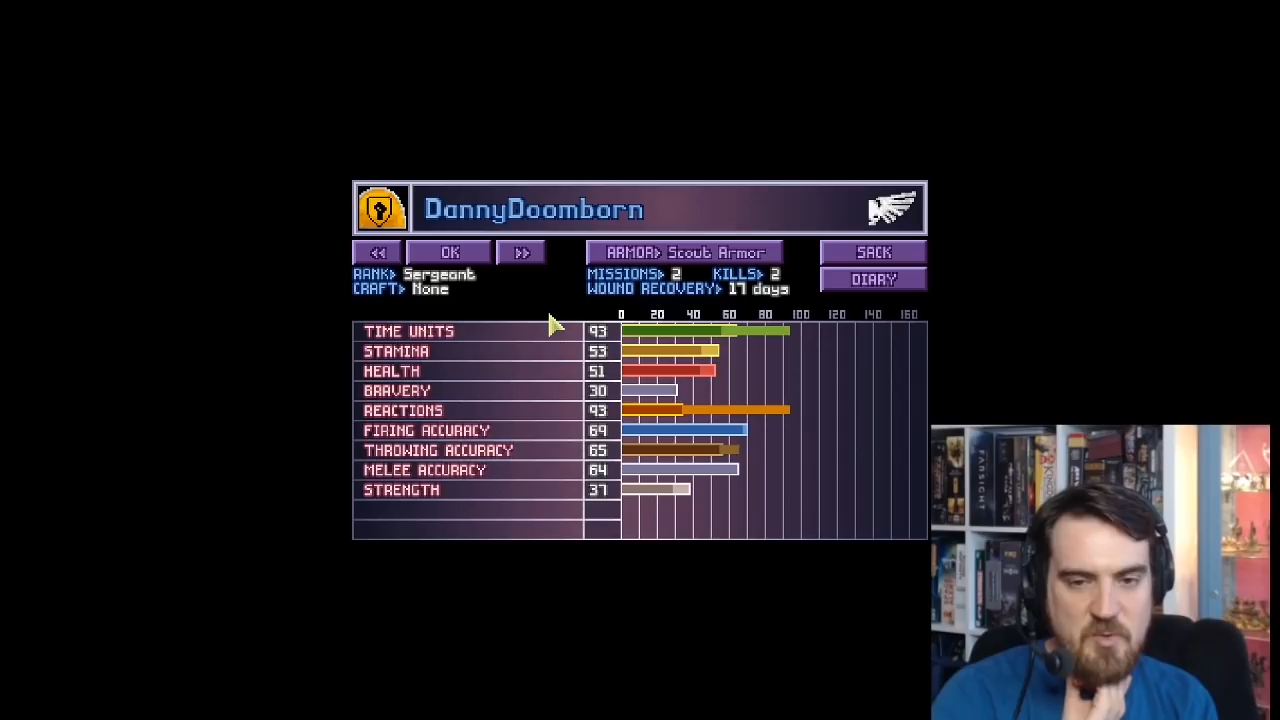 DannyDoomborn
<< OK >> ARMOR> Scout Armor SACK
RANK> Sergeant MISSIONS> 2 KILLS> 2 DIARY
CRAFT> None WOUND RECOVERY> 17 days
0 20 40 60 80 100 120 140 160
TIME UNITS 93
STAMINA 53
HEALTH 51
BRAVERY 30
REACTIONS 93
FIRING ACCURACY 69
THROWING ACCURACY 65
MELEE ACCURACY 64
STRENGTH 37